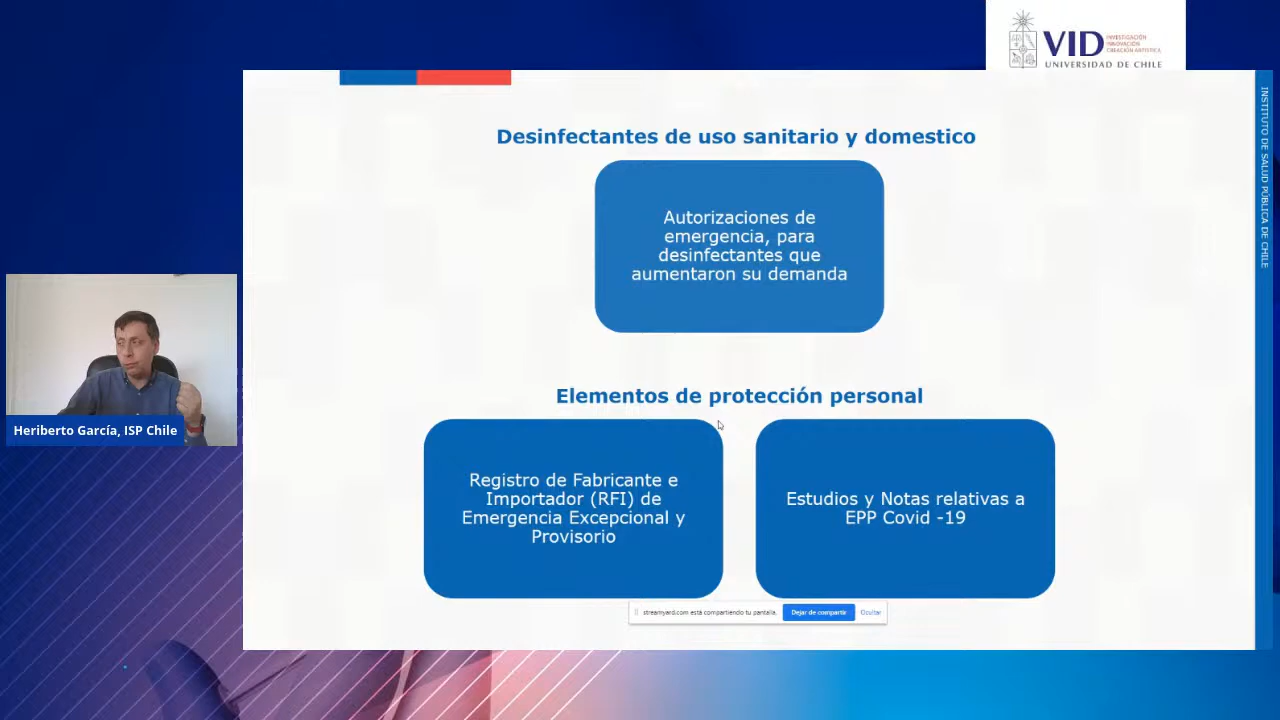 VID
INVESTIGACIÓN
INNOVACIÓN
CREACIÓN ARTÍSTICA
UNIVERSIDAD DE CHILE
INSTITUTO DE SALUD PÚBLICA DE CHILE
Desinfectantes de uso sanitario y domestico
Autorizaciones de
emergencia, para
desinfectantes que
aumentaron su demanda
Elementos de protección personal
Registro de Fabricante e
Importador (RFI) de
Emergencia Excepcional y
Provisorio
Estudios y Notas relativas a
EPP Covid -19
Heriberto García, ISP Chile
streamyard.com está compartiendo tu pantalla.
Dejar de compartir
Ocultar